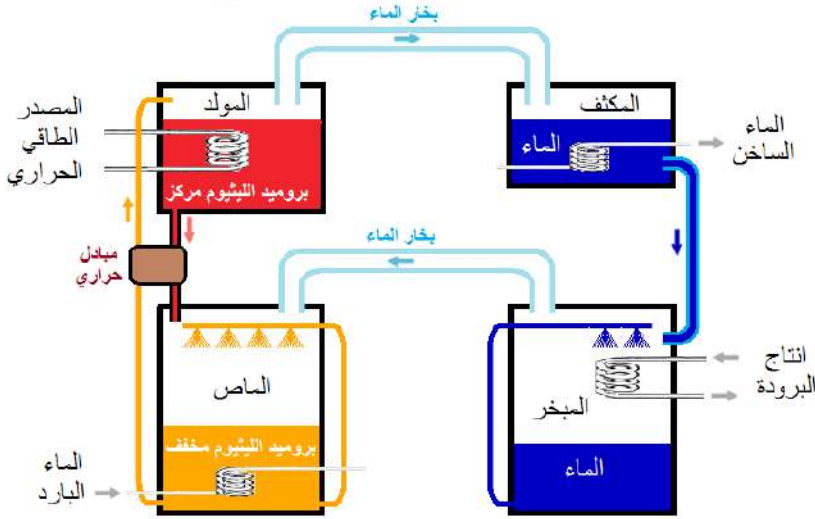 بخار الماء
المولد
المكثف
المصدر
الطاقي
الحراري
الماء
الماء
الساخن
بروميد الليثيوم مركز
مبادل
حراري
بخار الماء
الماص
المبخر
انتاج
البرودة
بروميد الليثيوم مخفف
الماء
البارد
الماء